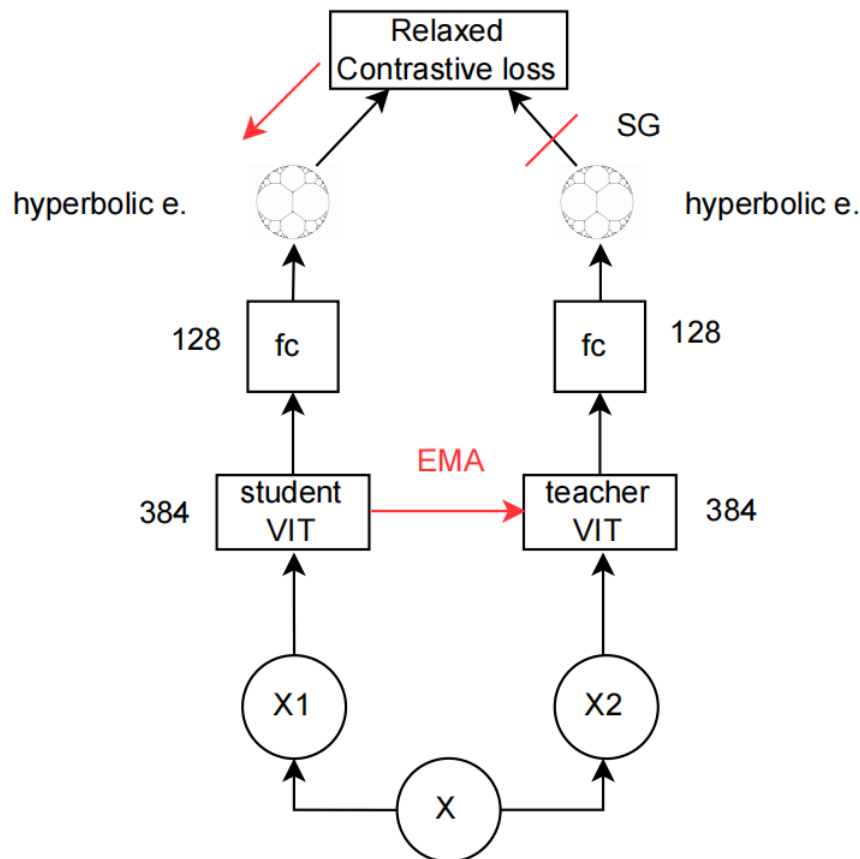 Relaxed
Contrastive loss
SG
hyperbolic e.
hyperbolic e.
128
fc
fc
128
EMA
384
student
VIT
teacher
VIT
384
X1
X2
X